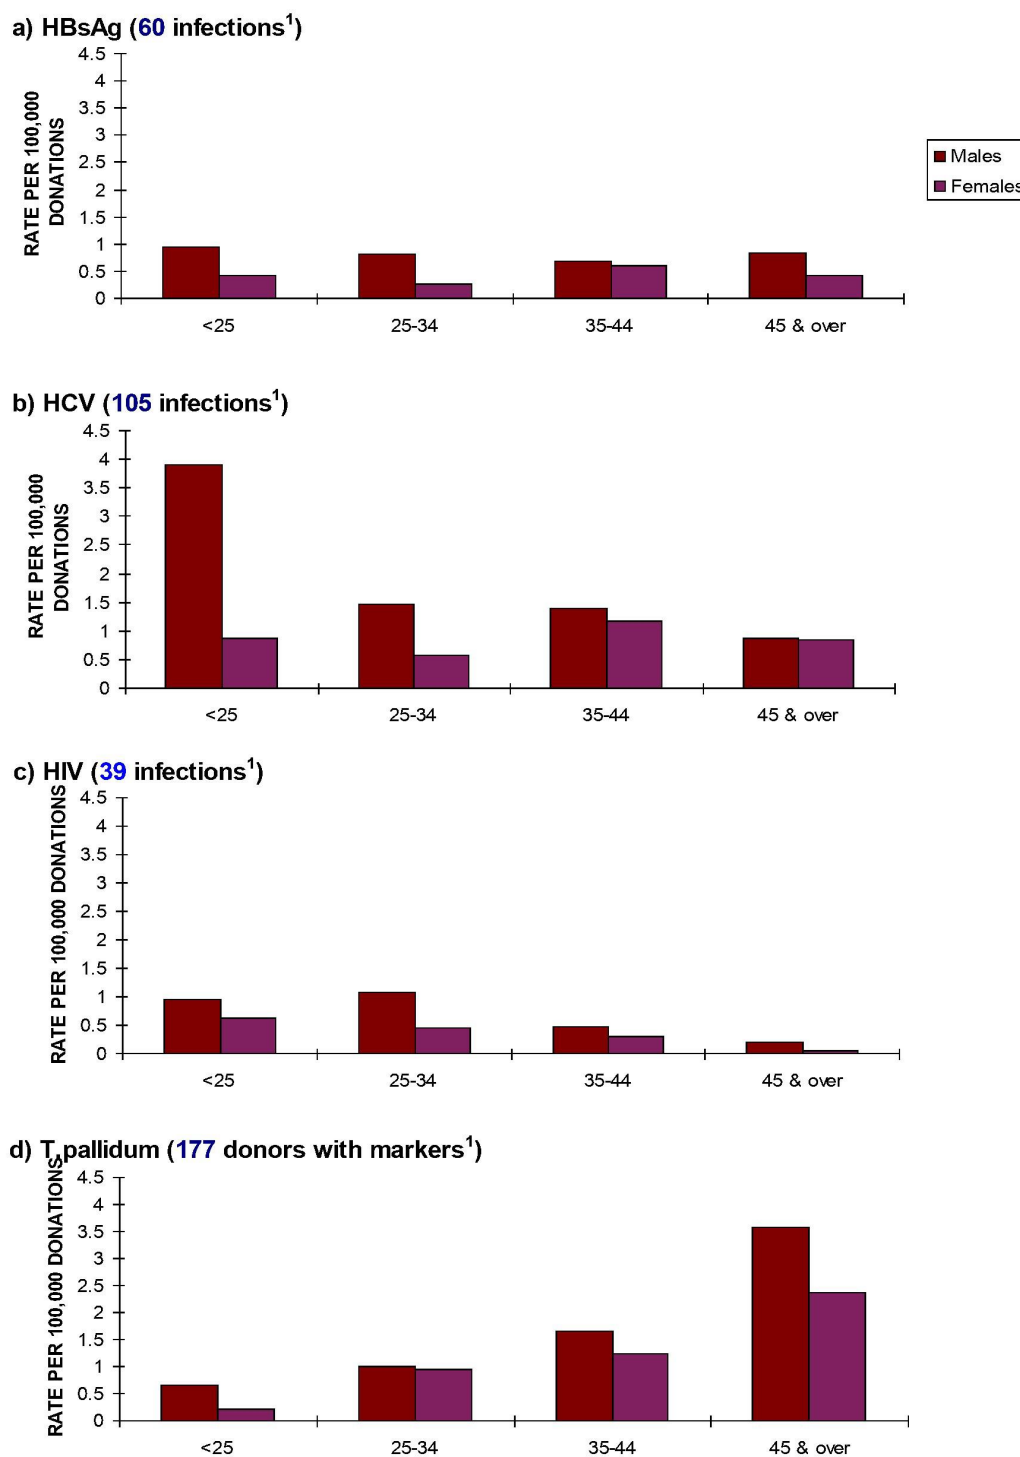 a) HBsAg (60 infections¹)
RATE PER 100,000
DONATIONS
4.5
4
3.5
3
2.5
2
1.5
1
0.5
0
<25 25-34 35-44 45 & over
Males
Females
b) HCV (105 infections¹)
RATE PER 100,000
DONATIONS
4.5
4
3.5
3
2.5
2
1.5
1
0.5
0
<25 25-34 35-44 45 & over
c) HIV (39 infections¹)
RATE PER 100,000 DONATIONS
4.5
4
3.5
3
2.5
2
1.5
1
0.5
0
<25 25-34 35-44 45 & over
d) T.pallidum (177 donors with markers¹)
RATE PER 100,000 DONATIONS
4.5
4
3.5
3
2.5
2
1.5
1
0.5
0
<25 25-34 35-44 45 & over